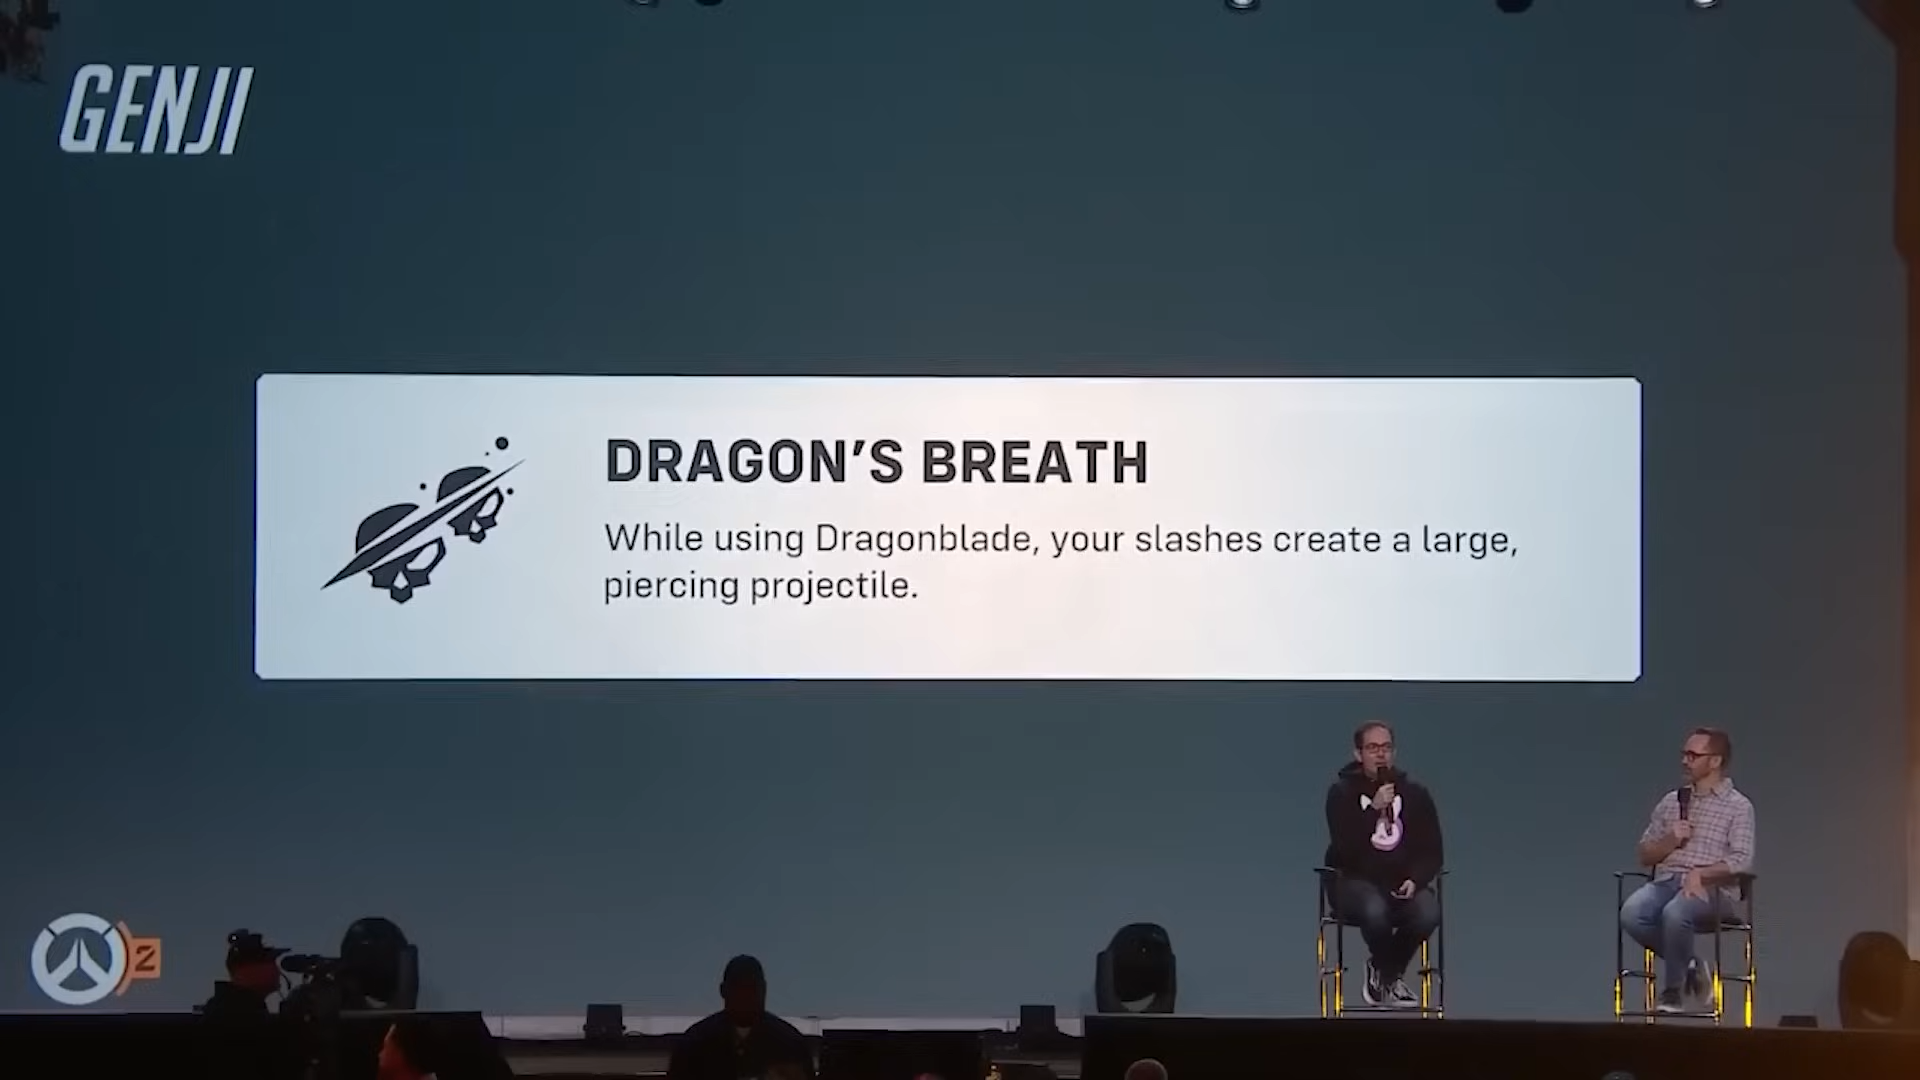 GENJI
DRAGON'S BREATH
While using Dragonblade, your slashes create a large,
piercing projectile.
2